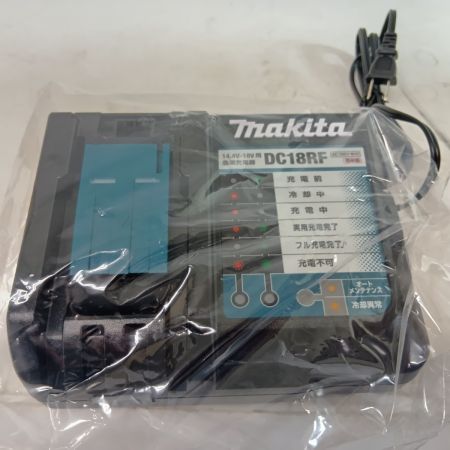 makita
14.4V-18V用
急速充電器
DC18RF
充電前
冷却中
充電中
実用充電完了
フル充電完了♪
充電不可
オート
メンテナンス
冷却異常